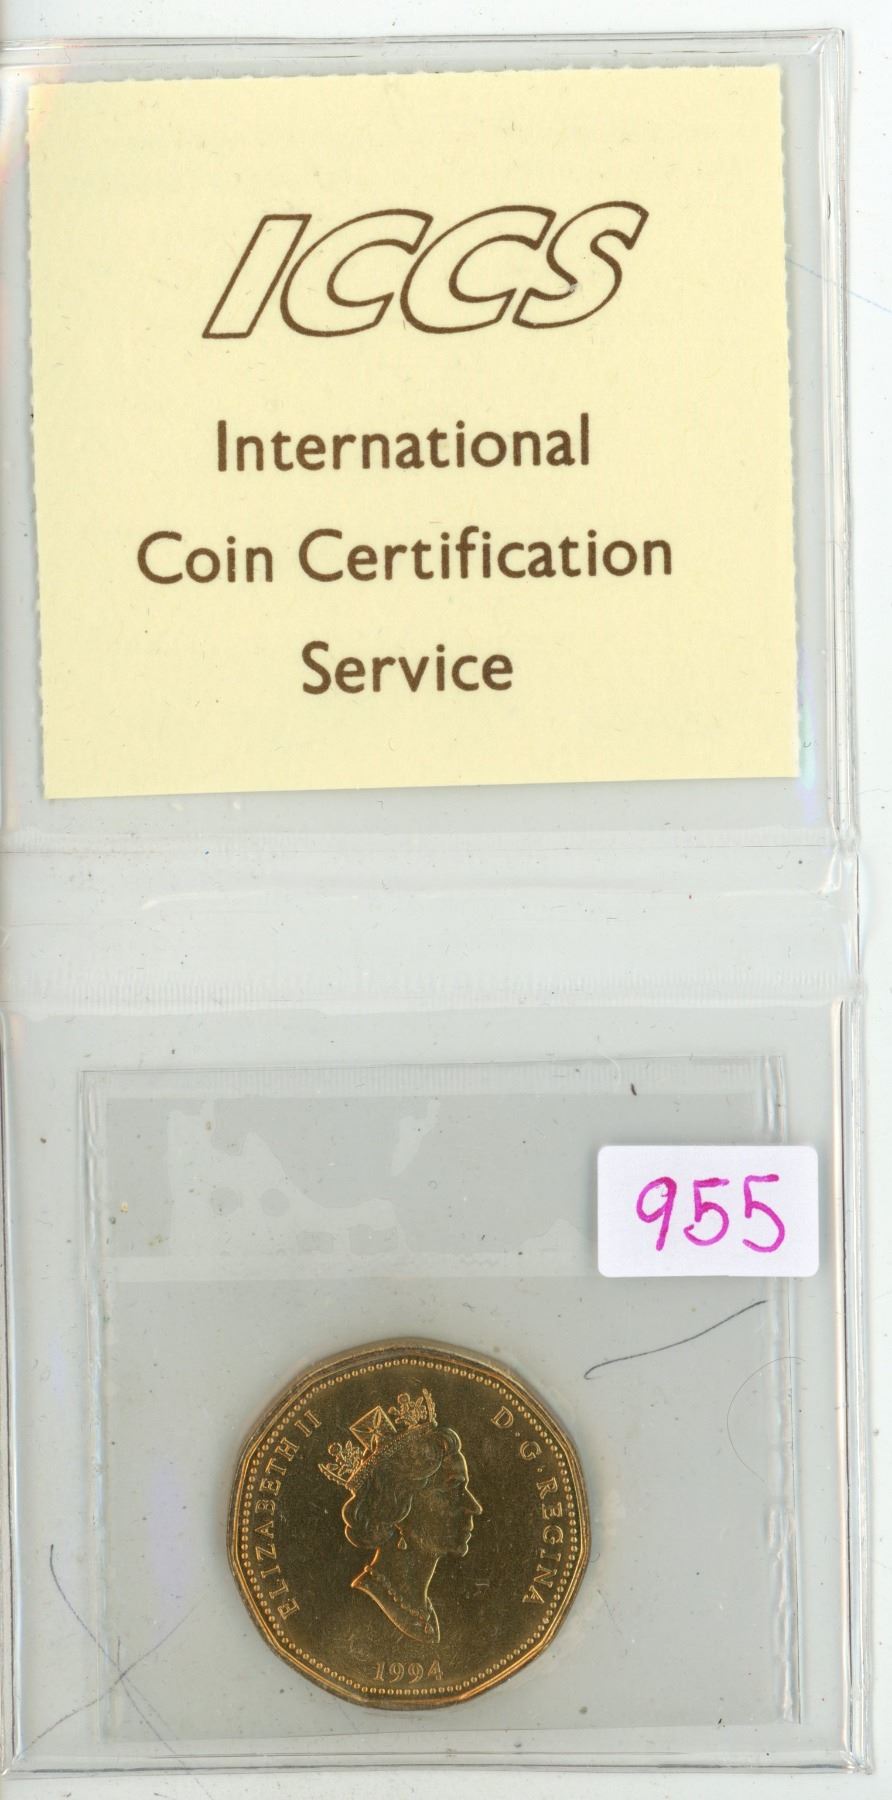 ICCS
International
Coin Certification
Service
955
ELIZABETH II
D·G·REGINA
1994